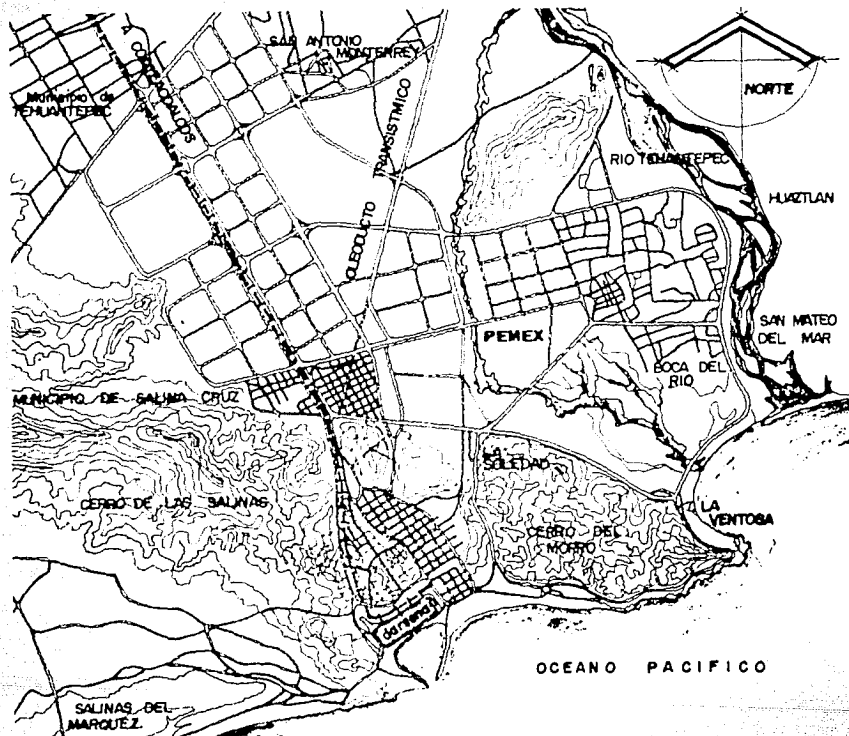 SAN ANTONIO
MONTERREY
A COATZACOALCOS
Municipio de
TEHUANTEPEC
OLEODUCTO TRANSISTMICO
NORTE
RIO TEHUANTEPEC
HUAZTLAN
SAN MATEO
DEL MAR
PEMEX
BOCA DEL
RIO
MUNICIPIO DE SALINA CRUZ
LA
SOLEDAD
CERRO DE LAS SALINAS
LA
VENTOSA
CERRO DEL
MORRO
darsena
OCEANO PACIFICO
SALINAS DEL
MARQUEZ.